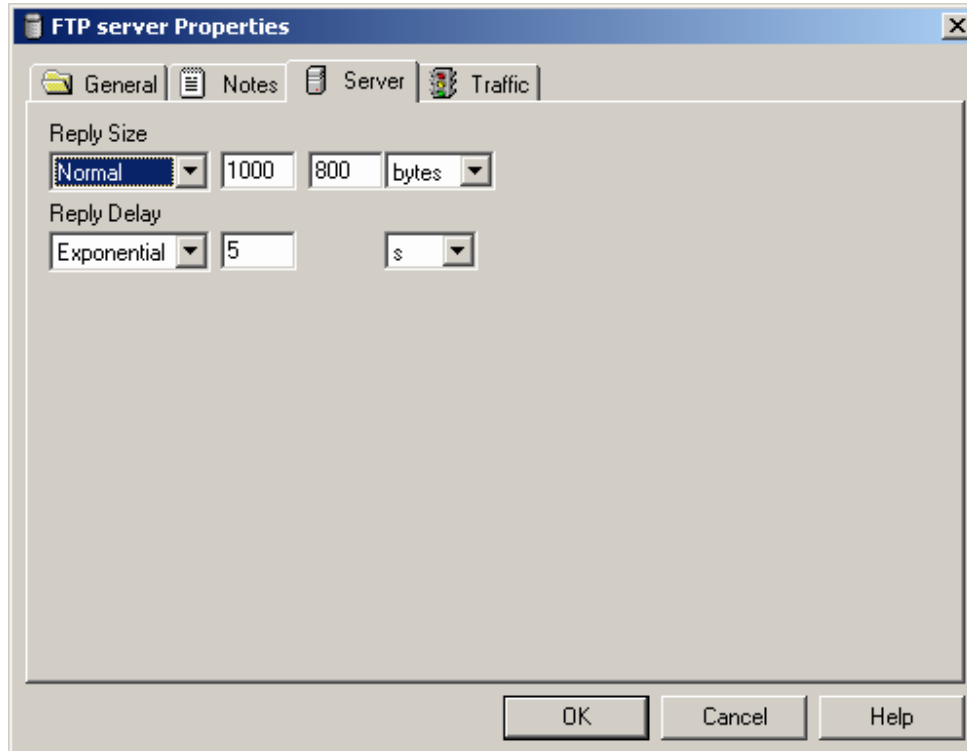 FTP server Properties
General Notes Server Traffic
Reply Size
Normal 1000 800 bytes
Reply Delay
Exponential 5 s
OK Cancel Help